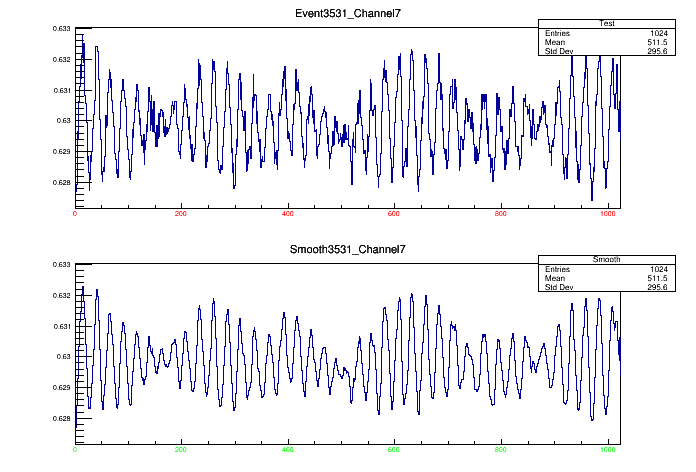 Event3531_Channel7
Test
Entries 1024
Mean 511.5
Std Dev 295.6
0.633
0.632
0.631
0.63
0.629
0.628
0 200 400 600 800 1000
Smooth3531_Channel7
Smooth
Entries 1024
Mean 511.5
Std Dev 295.6
0.633
0.632
0.631
0.63
0.629
0.628
0 200 400 600 800 1000